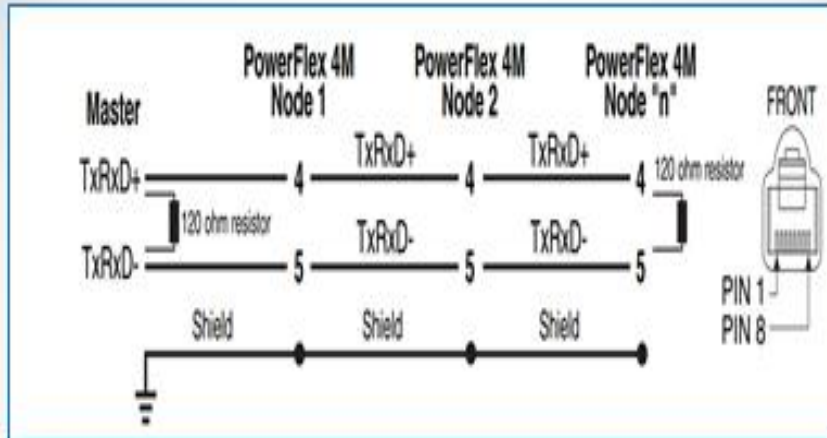 PowerFlex 4M Node 1
PowerFlex 4M Node 2
PowerFlex 4M Node "n"
Master
FRONT
TxRxD+
TxRxD+
TxRxD+
4
4
4
120 ohm resistor
120 ohm resistor
TxRxD-
TxRxD-
TxRxD-
5
5
5
PIN 1
PIN 8
Shield
Shield
Shield